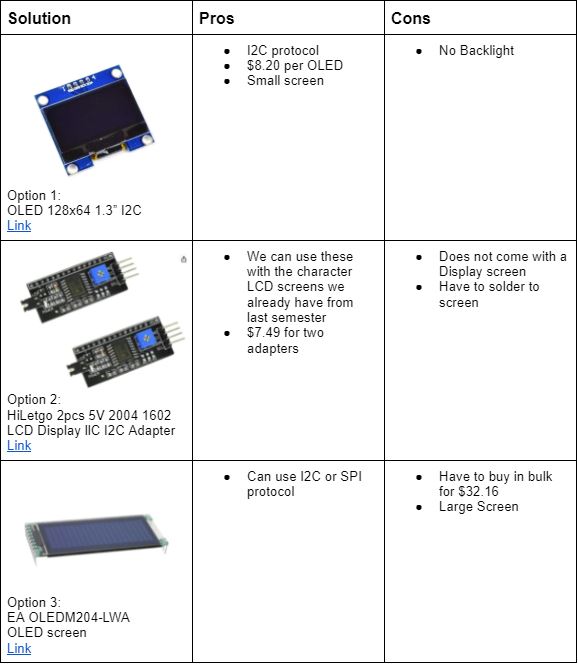 Solution
Pros
Cons
Option 1:
OLED 128x64 1.3” I2C
Link
● I2C protocol
● $8.20 per OLED
● Small screen
● No Backlight
Option 2:
HiLetgo 2pcs 5V 2004 1602
LCD Display IIC I2C Adapter
Link
● We can use these
with the character
LCD screens we
already have from
last semester
● $7.49 for two
adapters
● Does not come with a
Display screen
● Have to solder to
screen
Option 3:
EA OLEDM204-LWA
OLED screen
Link
● Can use I2C or SPI
protocol
● Have to buy in bulk
for $32.16
● Large Screen